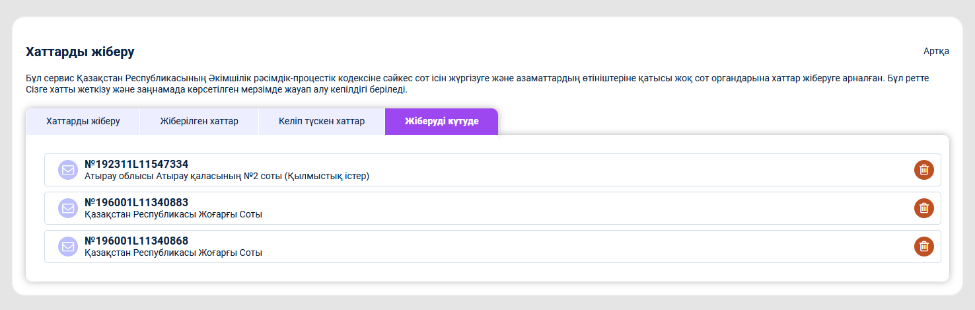 Хаттарды жіберу
Артқа
Бұл сервис Қазақстан Республикасының Әкімшілік рәсімдік-процестік кодексіне сәйкес сот ісін жүргізуге және азаматтардың өтініштеріне қатысы жоқ сот органдарына хаттар жіберуге арналған. Бұл ретте
Сізге хатты жеткізу және заңнамада көрсетілген мерзімде жауап алу кепілдігі беріледі.
Хаттарды жіберу
Жіберілген хаттар
Келіп түскен хаттар
Жіберуді күтуде
№192311L11547334
Атырау облысы Атырау қаласының №2 соты (Қылмыстық істер)
№196001L11340883
Қазақстан Республикасы Жоғарғы Соты
№196001L11340868
Қазақстан Республикасы Жоғарғы Соты